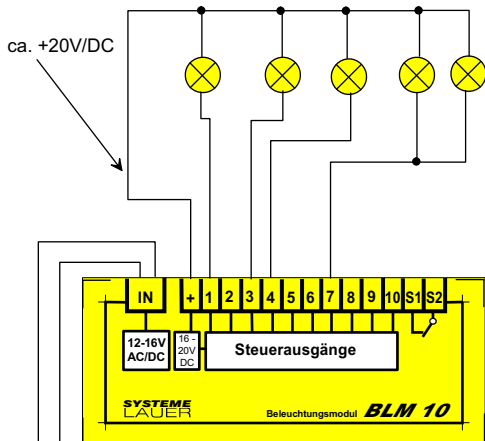 ca. +20V/DC
IN + 1 2 3 4 5 6 7 8 9 10 S1 S2
12-16V
AC/DC
16 -
20V
DC
Steuerausgänge
SYSTEME
LAUER
Beleuchtungsmodul BLM 10